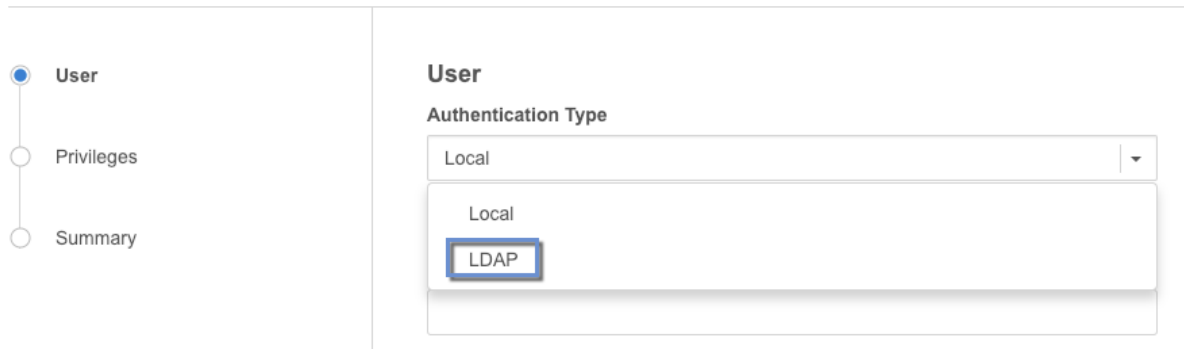 User
Privileges
Summary
User
Authentication Type
Local
Local
LDAP